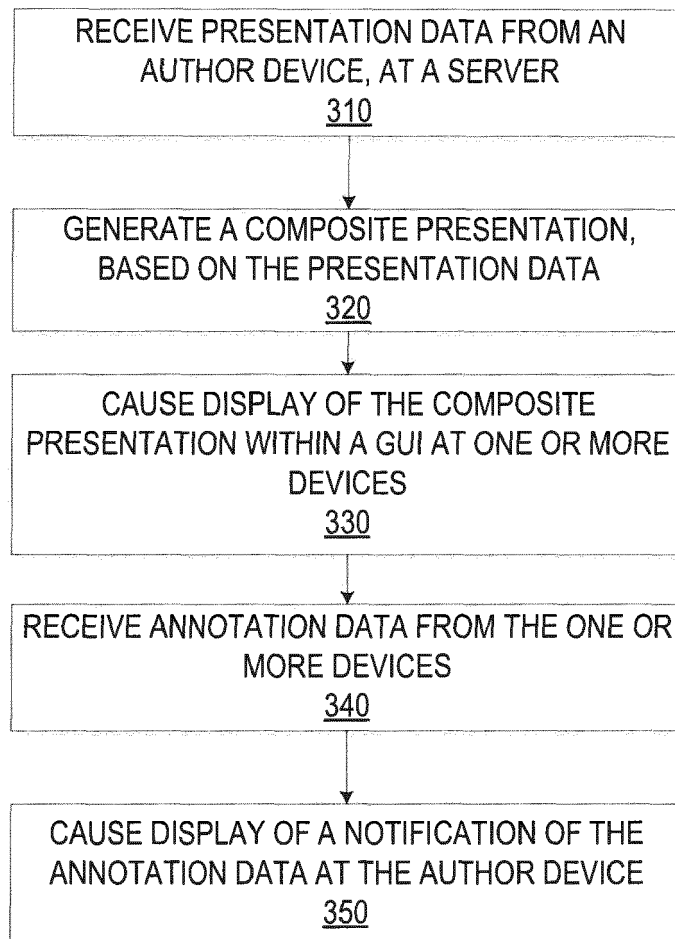 RECEIVE PRESENTATION DATA FROM AN
AUTHOR DEVICE, AT A SERVER
310
GENERATE A COMPOSITE PRESENTATION,
BASED ON THE PRESENTATION DATA
320
CAUSE DISPLAY OF THE COMPOSITE
PRESENTATION WITHIN A GUI AT ONE OR MORE
DEVICES
330
RECEIVE ANNOTATION DATA FROM THE ONE OR
MORE DEVICES
340
CAUSE DISPLAY OF A NOTIFICATION OF THE
ANNOTATION DATA AT THE AUTHOR DEVICE
350